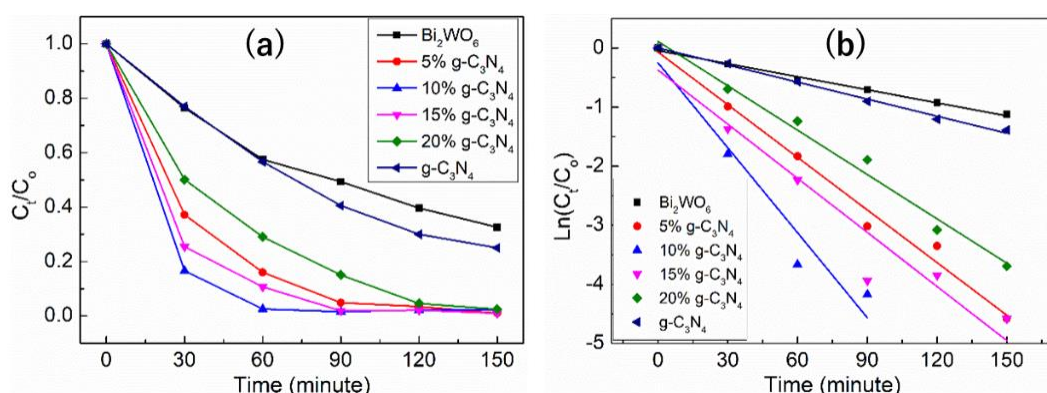 (a)
Bi₂WO₆
5% g-C₃N₄
10% g-C₃N₄
15% g-C₃N₄
20% g-C₃N₄
g-C₃N₄
1.0
0.8
0.6
0.4
0.2
0.0
Cₜ/Cₒ
0 30 60 90 120 150
Time (minute)
(b)
0
-1
-2
-3
-4
-5
Ln(Cₜ/Cₒ)
Bi₂WO₆
5% g-C₃N₄
10% g-C₃N₄
15% g-C₃N₄
20% g-C₃N₄
g-C₃N₄
0 30 60 90 120 150
Time (minute)